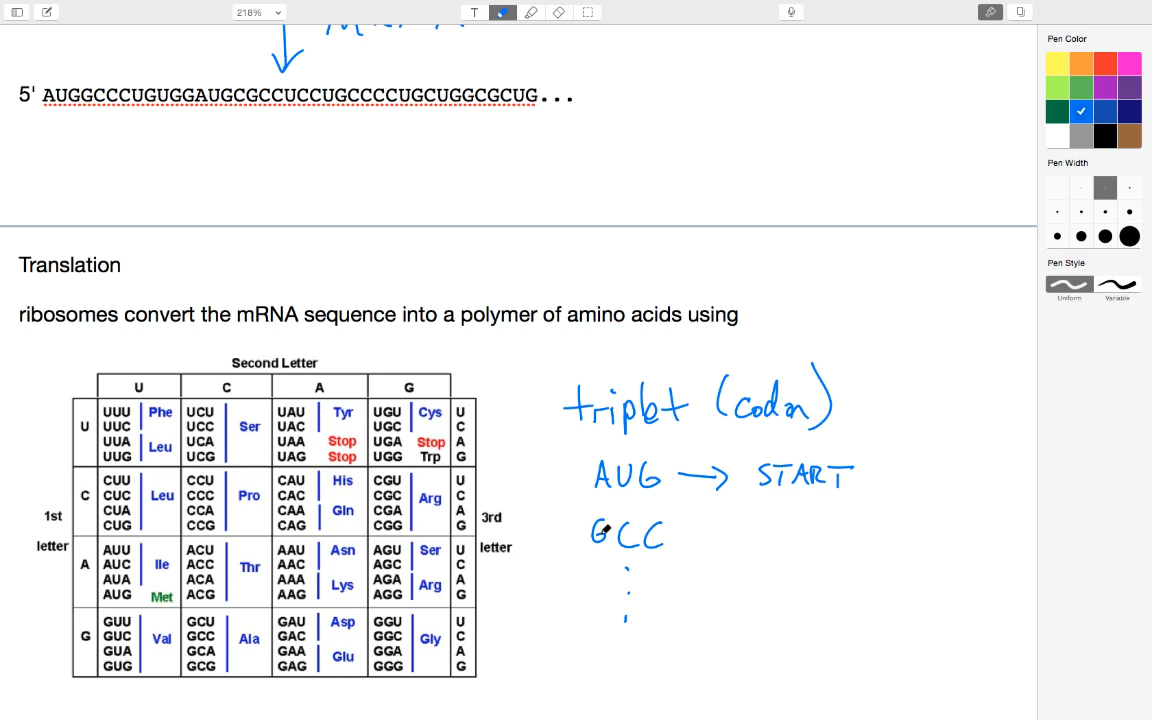 218%
T
5' AUGGCCCUGUGGAUGCGCCUCCUGCCCCUGCUGGCGCUG...
Pen Color
Pen Width
Pen Style
Uniform Variable
Translation
ribosomes convert the mRNA sequence into a polymer of amino acids using
Second Letter
U C A G
UUU Phe UCU Ser UAU Tyr UGU Cys U
UUC UCC UAC UGC C
U UUA Leu UCA UAA Stop UGA Stop A
UUG UCG UAG Stop UGG Trp G
CUU Leu CCU Pro CAU His CGU Arg U
C CUC CCC CAC CGC C
CUA CCA CAA Gln CGA A
CUG CCG CAG CGG G
1st letter
3rd letter
AUU Ile ACU Thr AAU Asn AGU Ser U
A AUC ACC AAC AGC C
AUA ACA AAA Lys AGA Arg A
AUG Met ACG AAG AGG G
GUU Val GCU Ala GAU Asp GGU Gly U
G GUC GCC GAC GGC C
GUA GCA GAA Glu GGA A
GUG GCG GAG GGG G
triplet (codon)
AUG → START
GCC